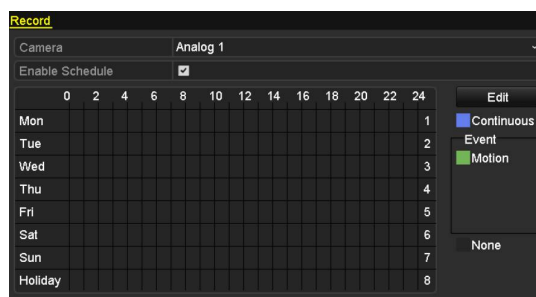 Record
Camera Analog 1
Enable Schedule
0 2 4 6 8 10 12 14 16 18 20 22 24
Mon 1
Tue 2
Wed 3
Thu 4
Fri 5
Sat 6
Sun 7
Holiday 8
Edit
Continuous
Event
Motion
None